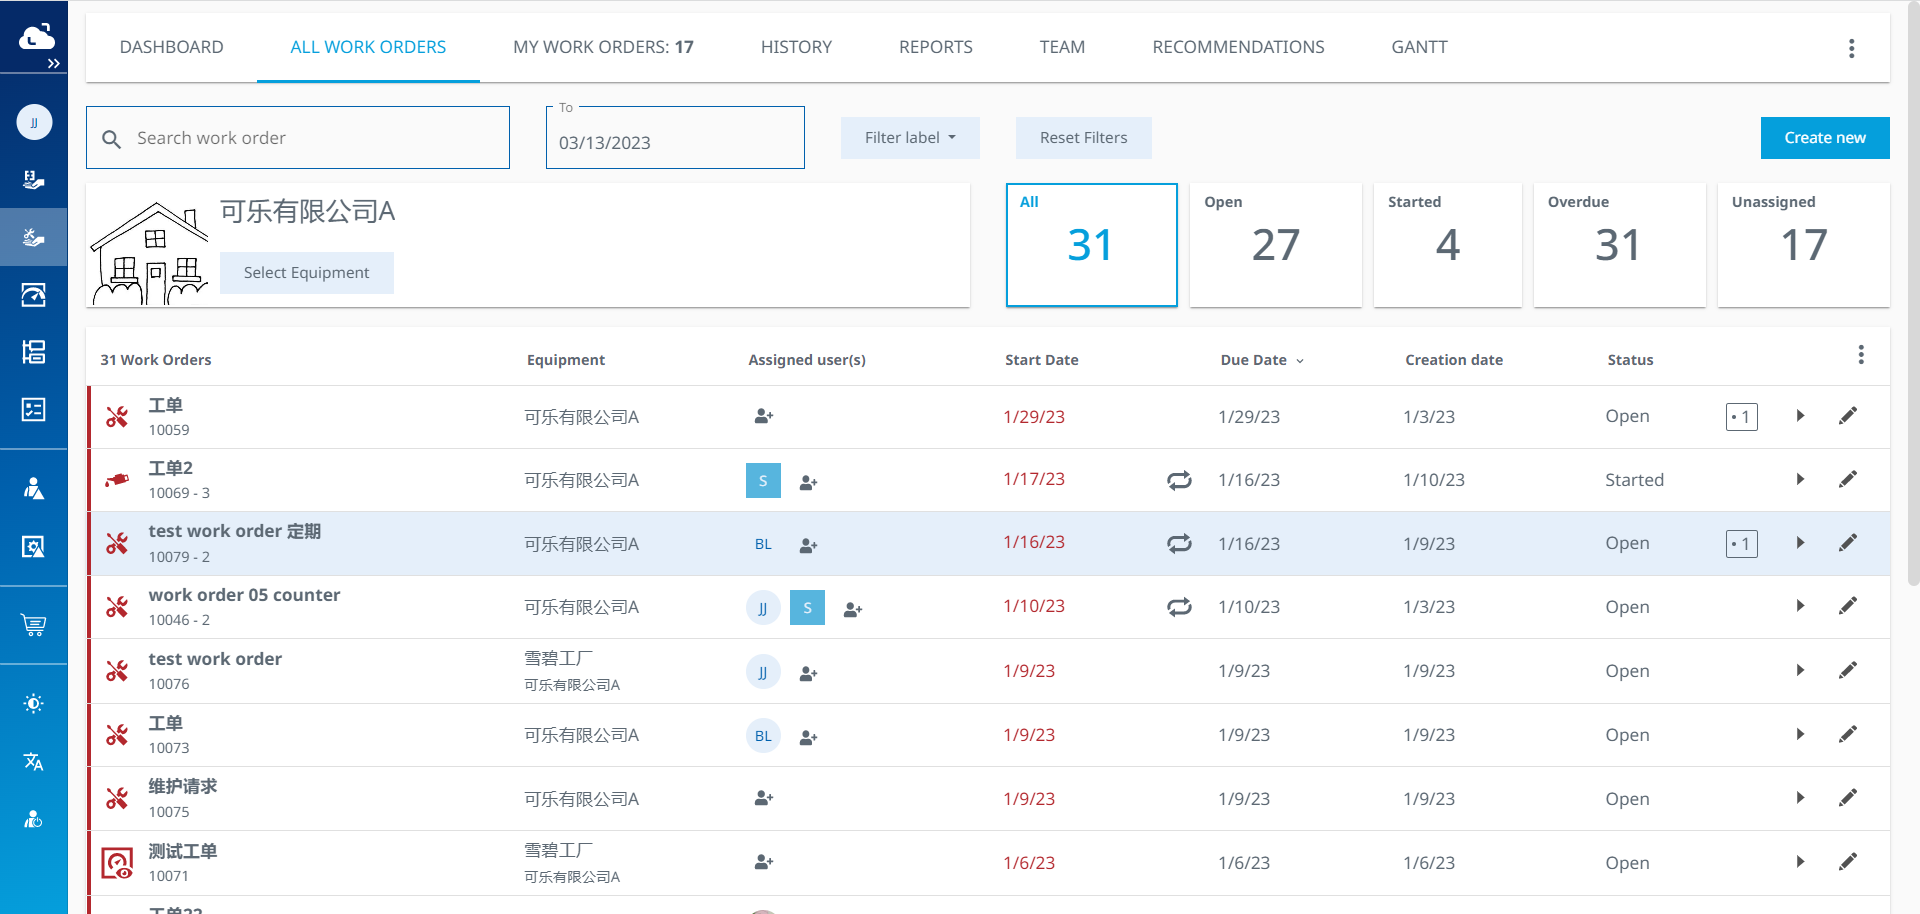 DASHBOARD ALL WORK ORDERS MY WORK ORDERS: 17 HISTORY REPORTS TEAM RECOMMENDATIONS GANTT
JJ
To
Search work order 03/13/2023 Filter label Reset Filters Create new
可乐有限公司A
Select Equipment
All Open Started Overdue Unassigned
31 27 4 31 17
31 Work Orders Equipment Assigned user(s) Start Date Due Date Creation date Status
工单
10059 可乐有限公司A 1/29/23 1/29/23 1/3/23 Open • 1
工单2
10069 - 3 可乐有限公司A S 1/17/23 1/16/23 1/10/23 Started
test work order 定期
10079 - 2 可乐有限公司A BL 1/16/23 1/16/23 1/9/23 Open • 1
work order 05 counter
10046 - 2 可乐有限公司A JJ S 1/10/23 1/10/23 1/3/23 Open
test work order 雪碧工厂
10076 可乐有限公司A JJ 1/9/23 1/9/23 1/9/23 Open
工单
10073 可乐有限公司A BL 1/9/23 1/9/23 1/9/23 Open
维护请求
10075 可乐有限公司A 1/9/23 1/9/23 1/9/23 Open
测试工单 雪碧工厂
10071 可乐有限公司A 1/6/23 1/6/23 1/6/23 Open
工单22